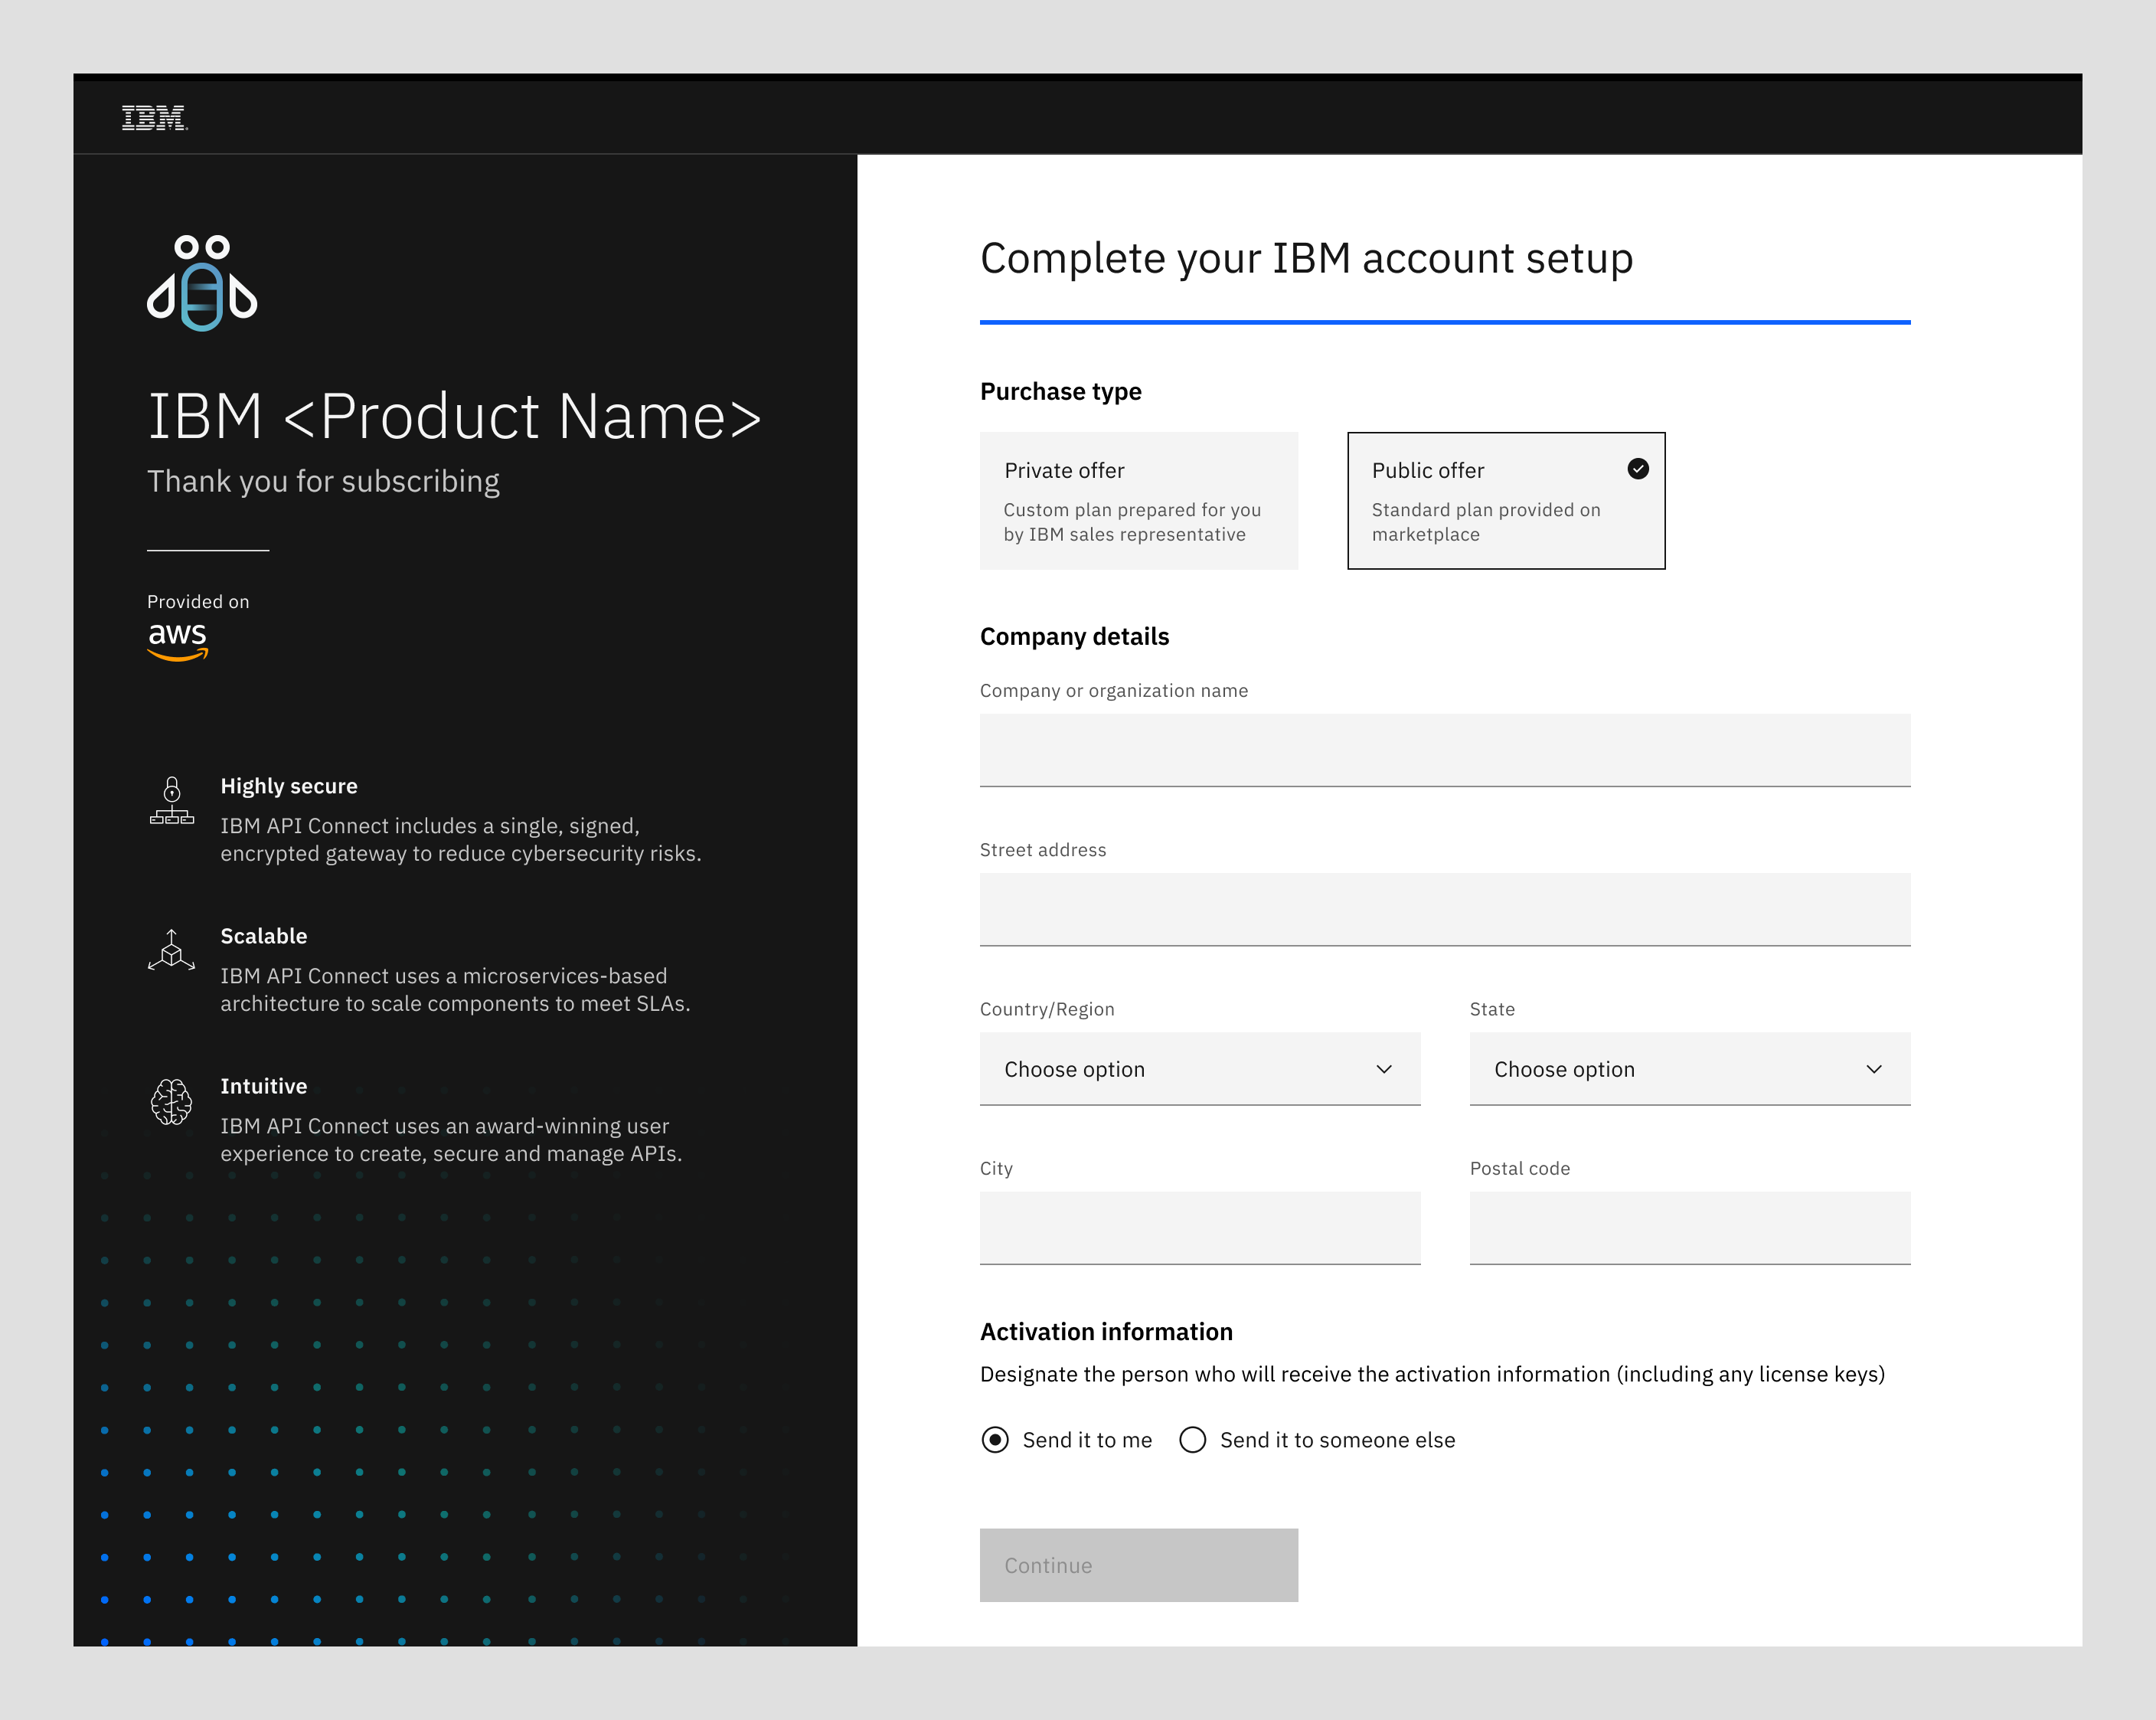 IBM
IBM <Product Name>
Thank you for subscribing
Provided on
aws
Highly secure
IBM API Connect includes a single, signed,
encrypted gateway to reduce cybersecurity risks.
Scalable
IBM API Connect uses a microservices-based
architecture to scale components to meet SLAs.
Intuitive
IBM API Connect uses an award-winning user
experience to create, secure and manage APIs.
Complete your IBM account setup
Purchase type
Private offer
Custom plan prepared for you
by IBM sales representative
Public offer
Standard plan provided on
marketplace
Company details
Company or organization name
Street address
Country/Region
Choose option
State
Choose option
City
Postal code
Activation information
Designate the person who will receive the activation information (including any license keys)
Send it to me
Send it to someone else
Continue